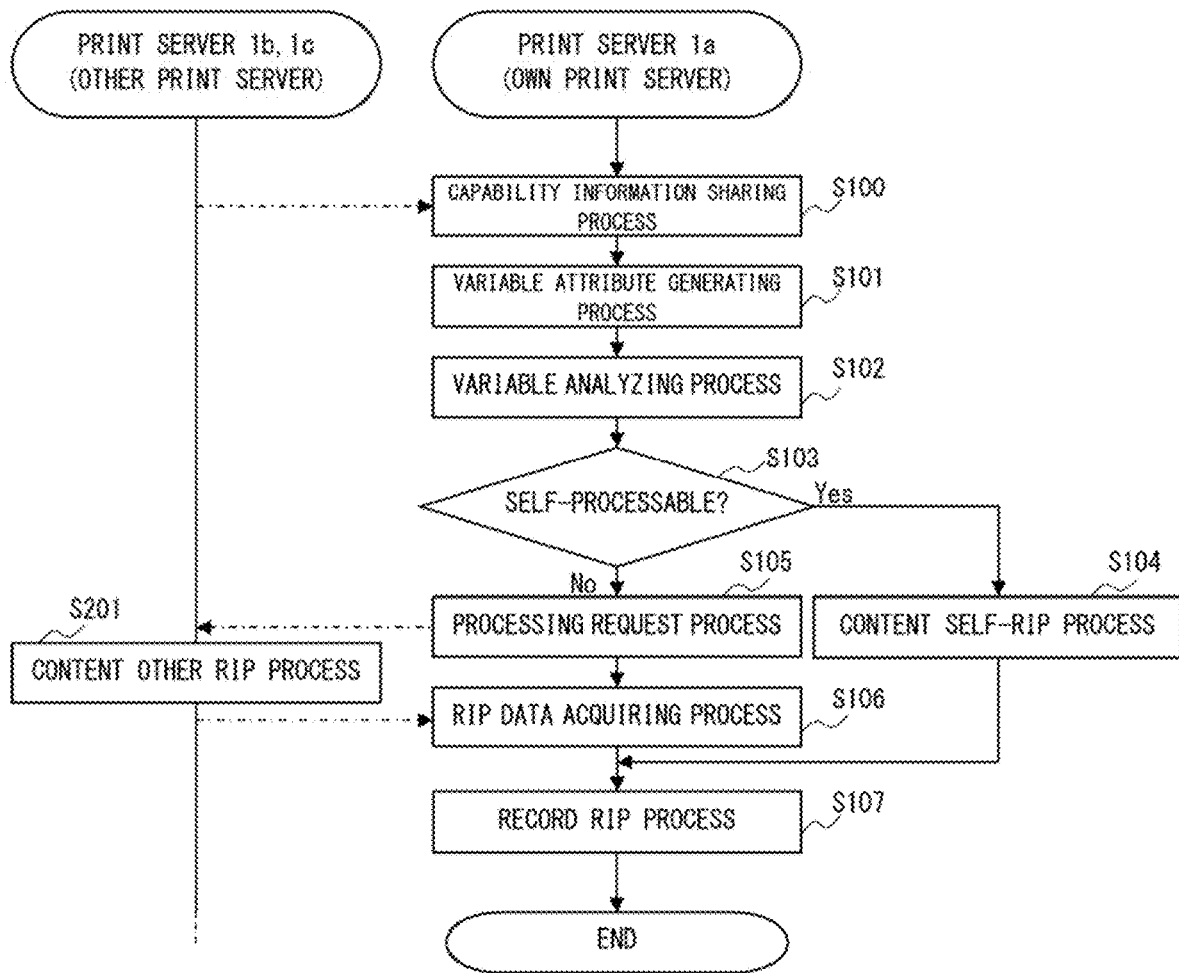 PRINT SERVER 1b, 1c
(OTHER PRINT SERVER)
PRINT SERVER 1a
(OWN PRINT SERVER)
CAPABILITY INFORMATION SHARING
PROCESS
S100
VARIABLE ATTRIBUTE GENERATING
PROCESS
S101
VARIABLE ANALYZING PROCESS
S102
SELF-PROCESSABLE?
S103
Yes
No
S105
PROCESSING REQUEST PROCESS
S104
CONTENT SELF-RIP PROCESS
S201
CONTENT OTHER RIP PROCESS
RIP DATA ACQUIRING PROCESS
S106
RECORD RIP PROCESS
S107
END